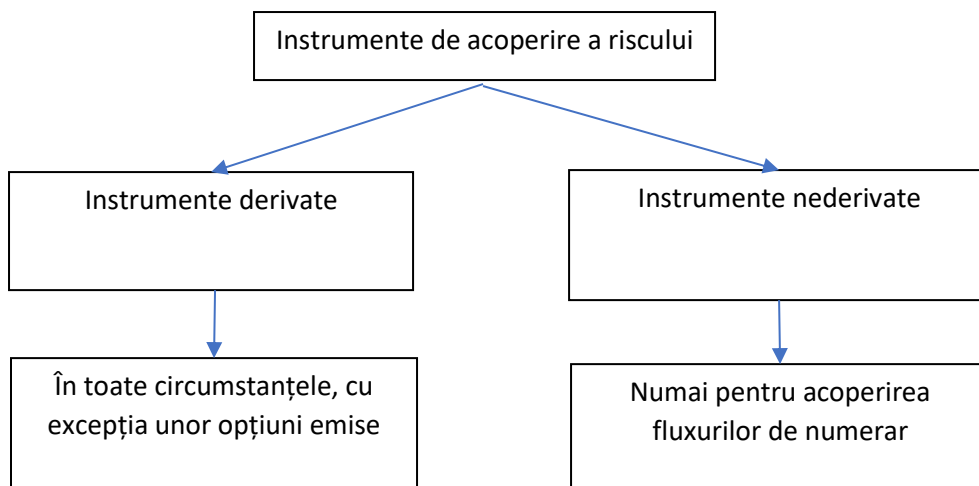 Instrumente de acoperire a riscului
Instrumente derivate
Instrumente nederivate
În toate circumstanțele, cu
excepția unor opțiuni emise
Numai pentru acoperirea
fluxurilor de numerar